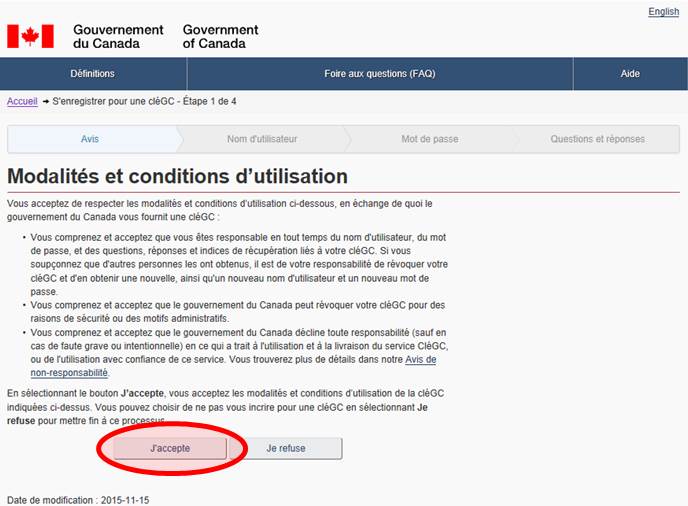 English
Gouvernement du Canada
Government of Canada
Définitions
Foire aux questions (FAQ)
Aide
Accueil → S'enregistrer pour une cléGC - Étape 1 de 4
Avis
Nom d'utilisateur
Mot de passe
Questions et réponses
Modalités et conditions d'utilisation
Vous acceptez de respecter les modalités et conditions d'utilisation ci-dessous, en échange de quoi le
gouvernement du Canada vous fournit une cléGC :
• Vous comprenez et acceptez que vous êtes responsable en tout temps du nom d'utilisateur, du mot
de passe, et des questions, réponses et indices de récupération liés à votre cléGC. Si vous
soupçonnez que d'autres personnes les ont obtenus, il est de votre responsabilité de révoquer votre
cléGC et d'en obtenir une nouvelle, ainsi qu'un nouveau nom d'utilisateur et un nouveau mot de
passe.
• Vous comprenez et acceptez que le gouvernement du Canada peut révoquer votre cléGC pour des
raisons de sécurité ou des motifs administratifs.
• Vous comprenez et acceptez que le gouvernement du Canada décline toute responsabilité (sauf en
cas de faute grave ou intentionnelle) en ce qui a trait à l'utilisation et à la livraison du service CléGC,
ou de l'utilisation avec confiance de ce service. Vous trouverez plus de détails dans notre Avis de
non-responsabilité.
En sélectionnant le bouton J'accepte, vous acceptez les modalités et conditions d'utilisation de la cléGC
indiquées ci-dessus. Vous pouvez choisir de ne pas vous incrire pour une cléGC en sélectionnant Je
refuse pour mettre fin à ce processus.
J'accepte
Je refuse
Date de modification : 2015-11-15